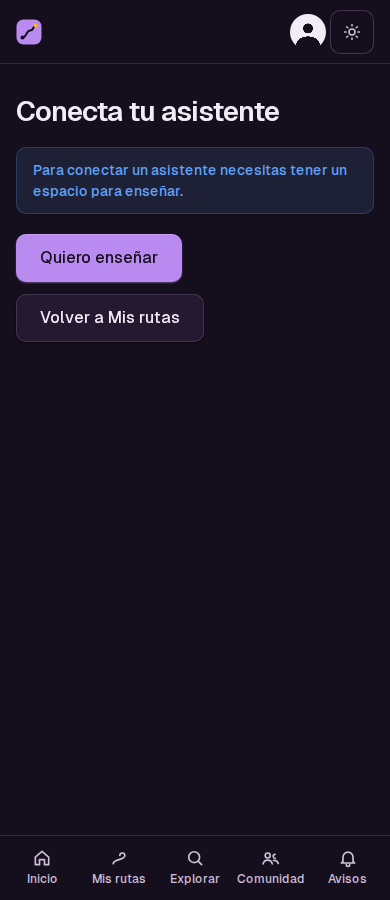 Conecta tu asistente
Para conectar un asistente necesitas tener un
espacio para enseñar.
Quiero enseñar
Volver a Mis rutas
Inicio
Mis rutas
Explorar
Comunidad
Avisos